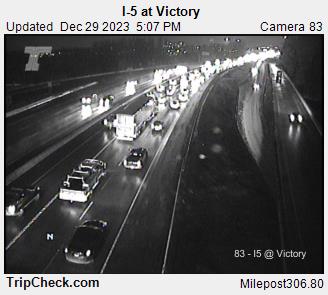 I-5 at Victory
Updated Dec 29 2023 5:07 PM Camera 83
T
N
83 - I5 @ Victory
TripCheck.com Milepost306.80